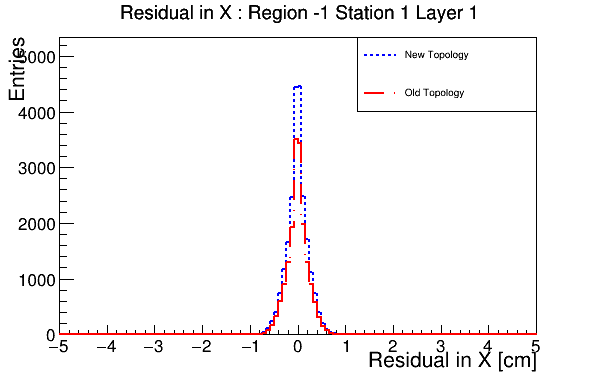 Residual in X : Region -1 Station 1 Layer 1
Entries
5000
4000
3000
2000
1000
0
New Topology
Old Topology
−5 −4 −3 −2 −1 0 1 2 3 4 5
Residual in X [cm]